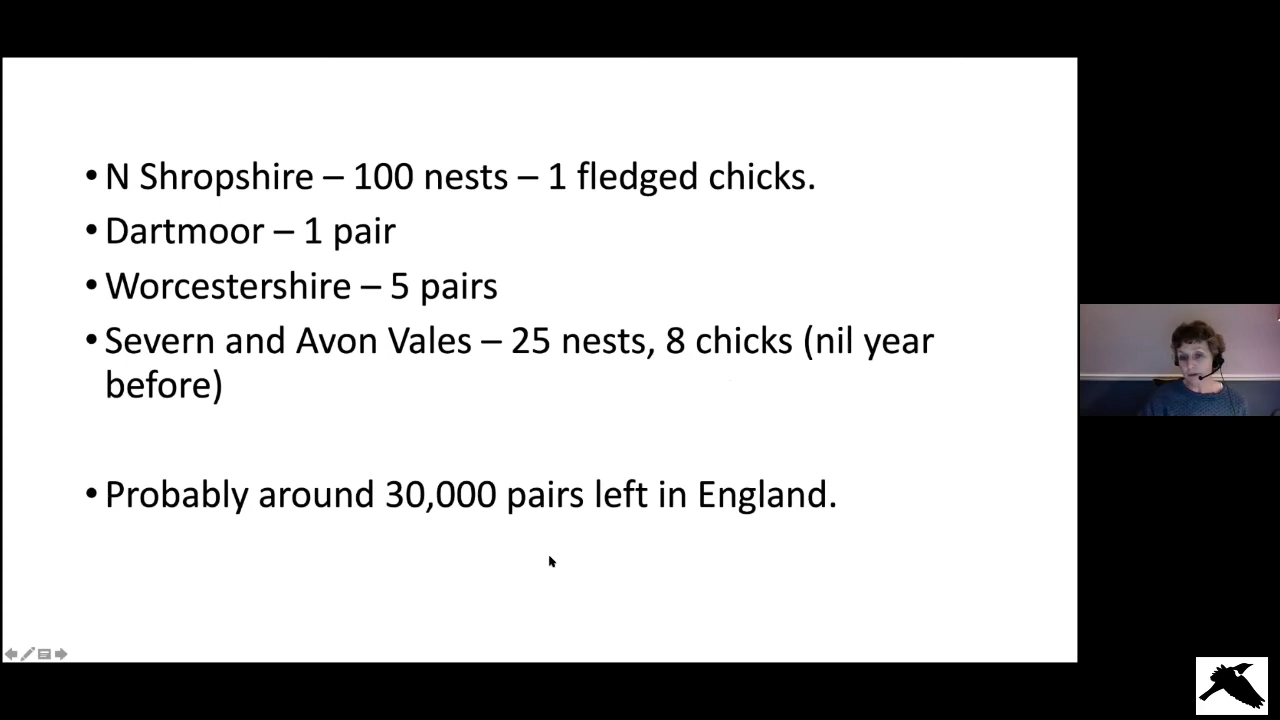 • N Shropshire – 100 nests – 1 fledged chicks.
• Dartmoor – 1 pair
• Worcestershire – 5 pairs
• Severn and Avon Vales – 25 nests, 8 chicks (nil year
before)
• Probably around 30,000 pairs left in England.